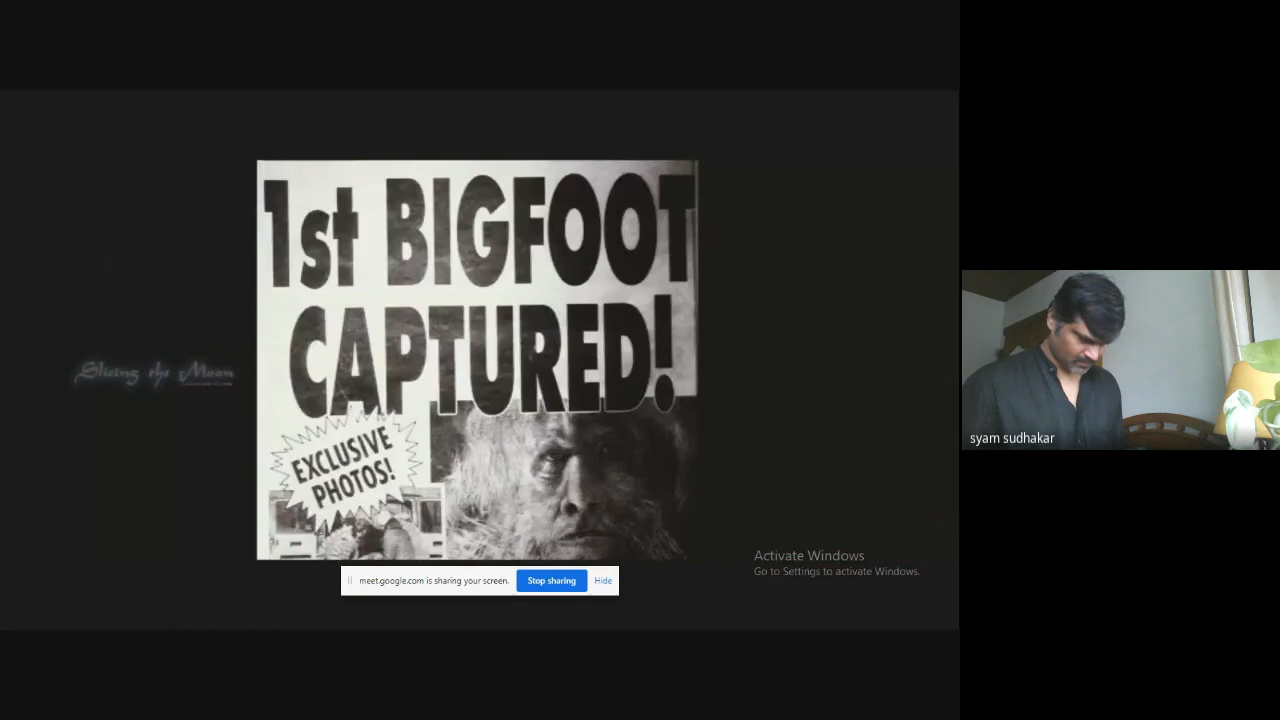 1st BIGFOOT
CAPTURED!
EXCLUSIVE
PHOTOS!
Slicing the Moon
meet.google.com is sharing your screen.
Stop sharing
Hide
Activate Windows
Go to Settings to activate Windows.
syam sudhakar